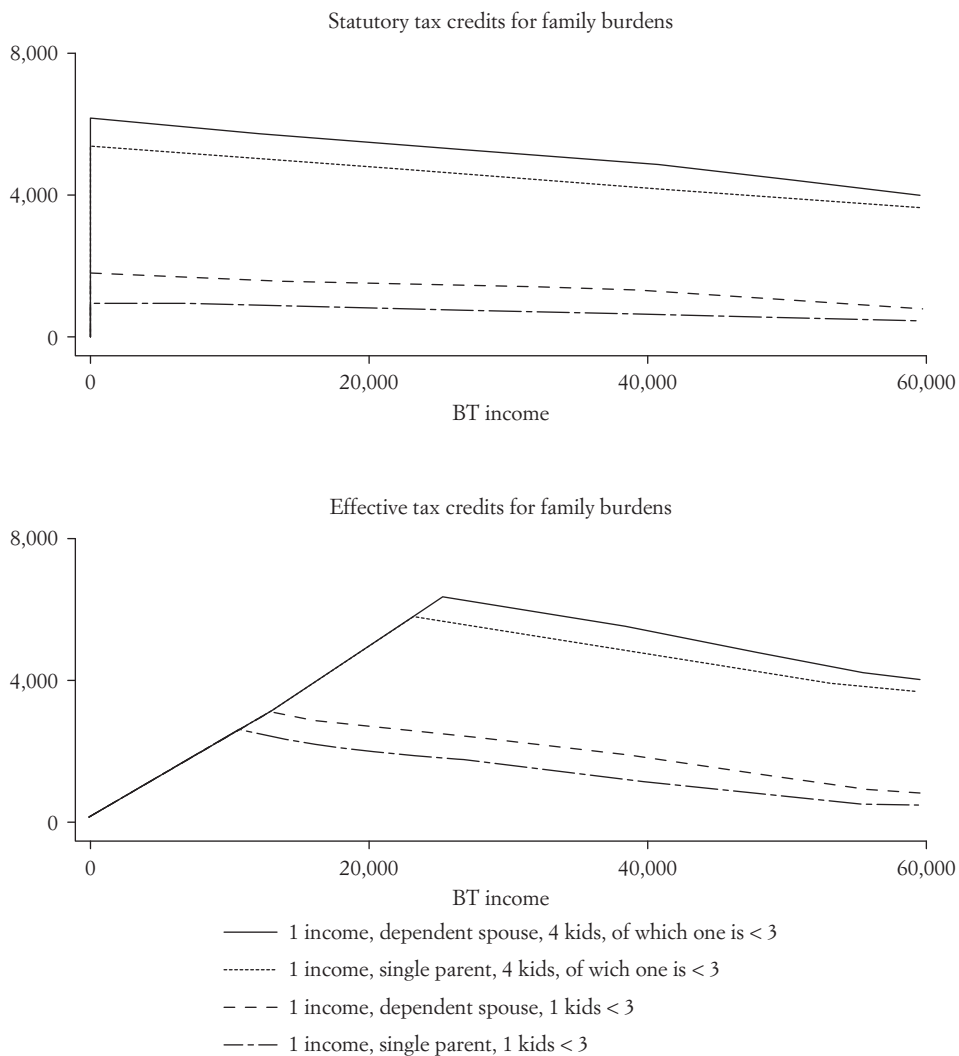 Statutory tax credits for family burdens
8,000
4,000
0
0 20,000 40,000 60,000
BT income
Effective tax credits for family burdens
8,000
4,000
0
0 20,000 40,000 60,000
BT income
1 income, dependent spouse, 4 kids, of which one is < 3
1 income, single parent, 4 kids, of wich one is < 3
1 income, dependent spouse, 1 kids < 3
1 income, single parent, 1 kids < 3